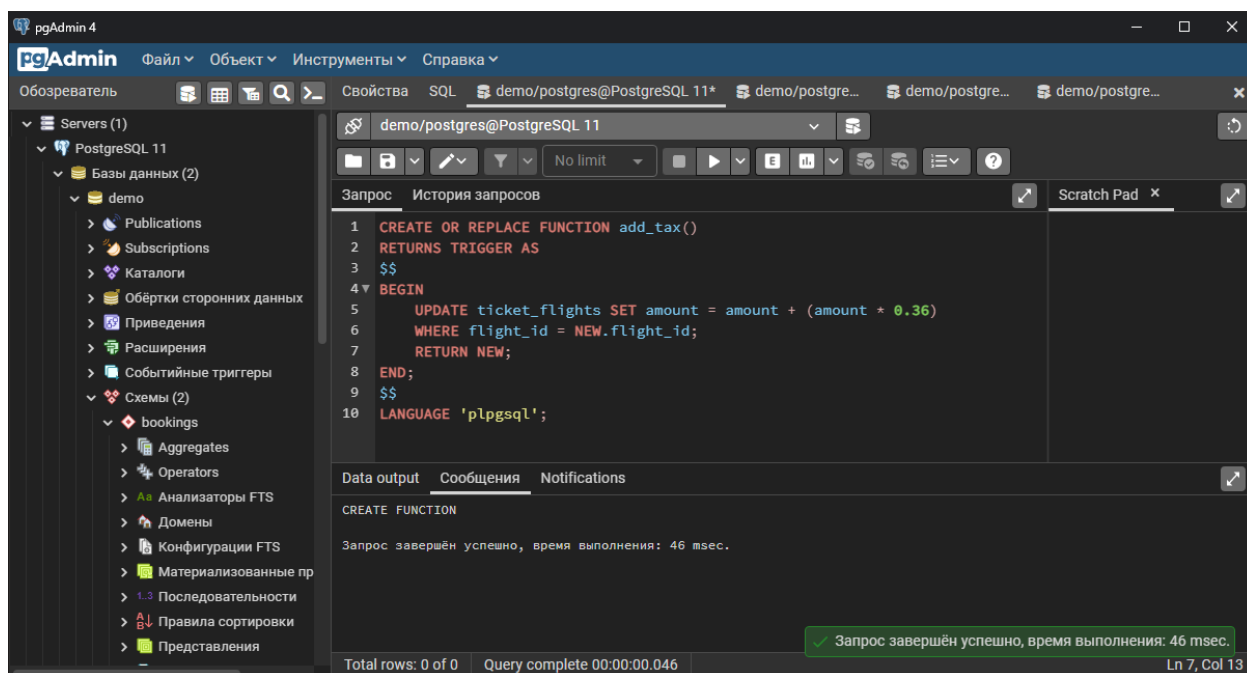 pgAdmin 4
pgAdmin Файл Объект Инструменты Справка
Обозреватель
Свойства SQL demo/postgres@PostgreSQL 11* demo/postgre... demo/postgre... demo/postgre...
Servers (1)
PostgreSQL 11
Базы данных (2)
demo
Publications
Subscriptions
Каталоги
Обёртки сторонних данных
Приведения
Расширения
Событийные триггеры
Схемы (2)
bookings
Aggregates
Operators
Aa Анализаторы FTS
Домены
Конфигурации FTS
Материализованные пр
1..3 Последовательности
Правила сортировки
Представления
demo/postgres@PostgreSQL 11
No limit E
Запрос История запросов Scratch Pad
1 CREATE OR REPLACE FUNCTION add_tax()
2 RETURNS TRIGGER AS
3 $$
4 BEGIN
5 UPDATE ticket_flights SET amount = amount + (amount * 0.36)
6 WHERE flight_id = NEW.flight_id;
7 RETURN NEW;
8 END;
9 $$
10 LANGUAGE 'plpgsql';
Data output Сообщения Notifications
CREATE FUNCTION
Запрос завершён успешно, время выполнения: 46 msec.
Запрос завершён успешно, время выполнения: 46 msec.
Total rows: 0 of 0 Query complete 00:00:00.046 Ln 7, Col 13